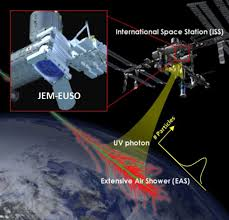 International Space Station (ISS)
JEM-EUSO
# Particles
UV photon
Extensive Air Shower (EAS)